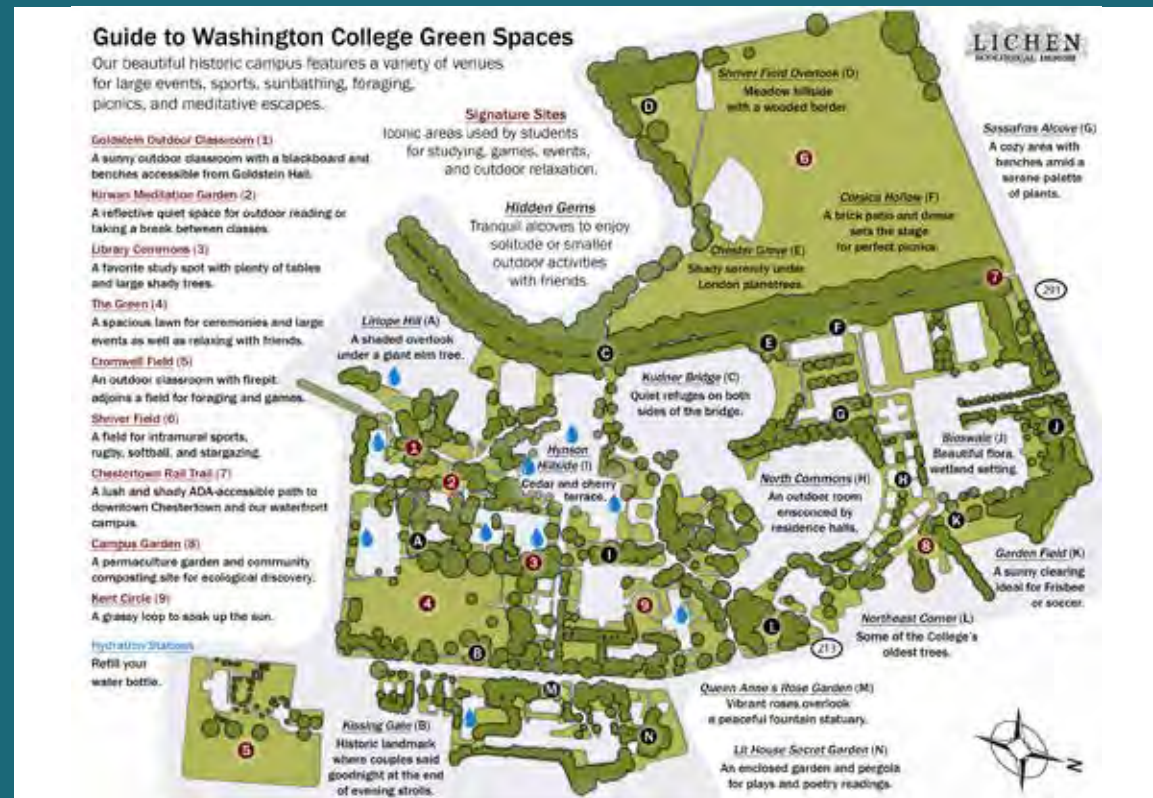 Guide to Washington College Green Spaces
Our beautiful historic campus features a variety of venues
for large events, sports, sunbathing, foraging,
picnics, and meditative escapes.
LICHEN
Goldstein Outdoor Classroom (1)
A sunny outdoor classroom with a blackboard and
benches accessible from Goldstein Hall.
Kirwan Meditation Garden (2)
A reflective quiet space for outdoor reading or
taking a break between classes.
Library Commons (3)
A favorite study spot with plenty of tables
and large shady trees.
The Green (4)
A spacious lawn for ceremonies and large
events as well as relaxing with friends.
Cromwell Field (5)
An outdoor classroom with firepit
adjoins a field for foraging and games.
Shriver Field (6)
A field for intramural sports,
rugby, softball, and stargazing.
Chestertown Rail Trail (7)
A lush and shady ADA-accessible path to
downtown Chestertown and our waterfront
campus.
Campus Garden (8)
A permaculture garden and community
composting site for ecological discovery.
Kent Circle (9)
A grassy loop to soak up the sun.
Hydration Stations
Refill your
water bottle.
Signature Sites
Iconic areas used by students
for studying, games, events,
and outdoor relaxation.
Hidden Gems
Tranquil alcoves to enjoy
solitude or smaller
outdoor activities
with friends.
Liriope Hill (A)
A shaded overlook
under a giant elm tree.
Kissing Gate (B)
Historic landmark
where couples said
goodnight at the end
of evening strolls.
Kudner Bridge (C)
Quiet refuges on both
sides of the bridge.
Shriver Field Overlook (D)
Meadow hillside
with a wooded border.
Chester Grove (E)
Shady serenity under
London planetrees.
Corsica Hollow (F)
A brick patio and dense
sets the stage
for perfect picnics.
Sassafras Alcove (G)
A cozy area with
benches amid a
serene palette
of plants.
North Commons (H)
An outdoor room
ensconced by
residence halls.
Hynson
Hillside (I)
Cedar and cherry
terrace.
Bioswale (J)
Beautiful flora,
wetland setting.
Garden Field (K)
A sunny clearing
ideal for Frisbee
or soccer.
Northeast Corner (L)
Some of the College's
oldest trees.
Queen Anne's Rose Garden (M)
Vibrant roses overlook
a peaceful fountain statuary.
Lit House Secret Garden (N)
An enclosed garden and pergola
for plays and poetry readings.
D
6
7
291
C
E
F
G
J
H
K
8
1
2
A
3
I
4
9
L
213
B
M
N
5
N